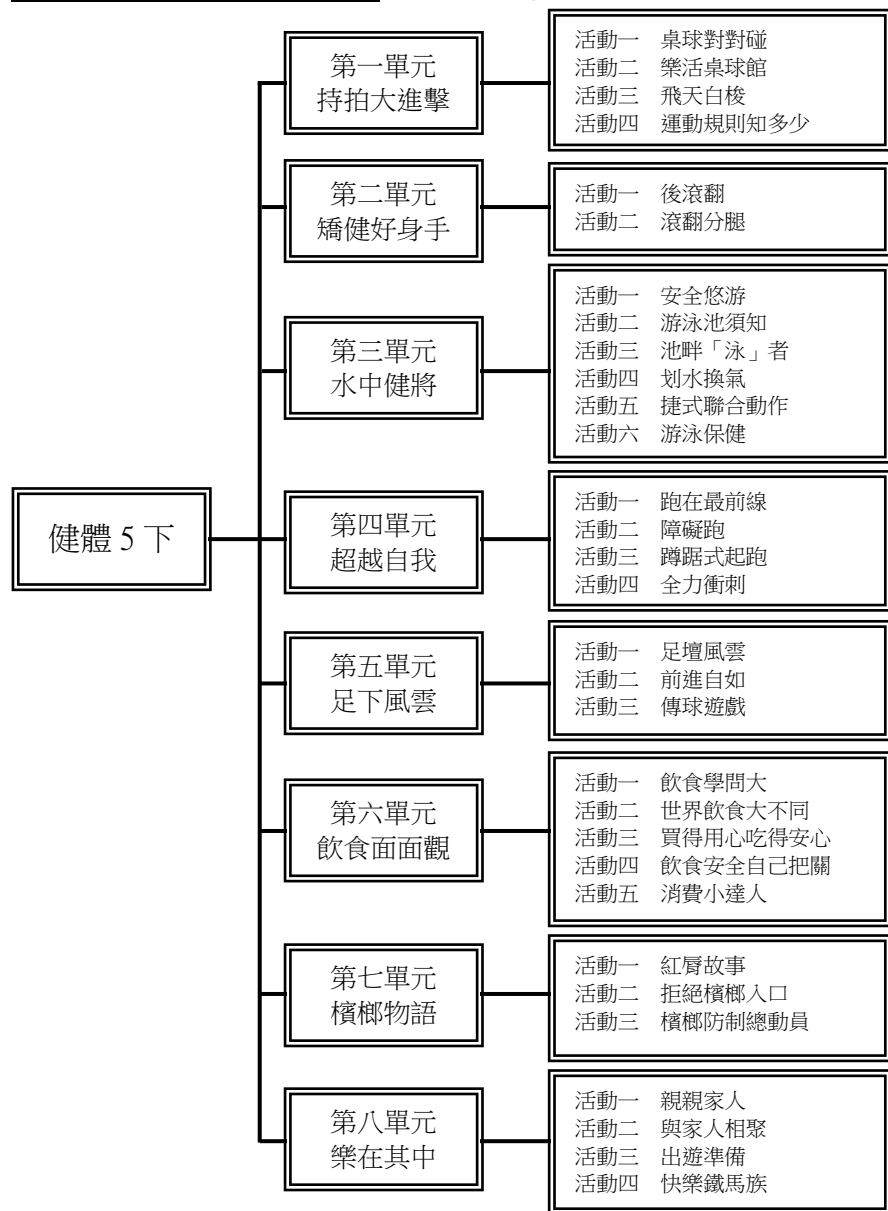 第一單元
持拍大進擊
活動一 桌球對對碰
活動二 樂活桌球館
活動三 飛天白梭
活動四 運動規則知多少
第二單元
矯健好身手
活動一 後滾翻
活動二 滾翻分腿
第三單元
水中健將
活動一 安全悠游
活動二 游泳池須知
活動三 池畔「泳」者
活動四 划水換氣
活動五 捷式聯合動作
活動六 游泳保健
健體 5 下
第四單元
超越自我
活動一 跑在最前線
活動二 障礙跑
活動三 蹲踞式起跑
活動四 全力衝刺
第五單元
足下風雲
活動一 足壇風雲
活動二 前進自如
活動三 傳球遊戲
第六單元
飲食面面觀
活動一 飲食學問大
活動二 世界飲食大不同
活動三 買得用心吃得安心
活動四 飲食安全自己把關
活動五 消費小達人
第七單元
檳榔物語
活動一 紅脣故事
活動二 拒絕檳榔入口
活動三 檳榔防制總動員
第八單元
樂在其中
活動一 親親家人
活動二 與家人相聚
活動三 出遊準備
活動四 快樂鐵馬族